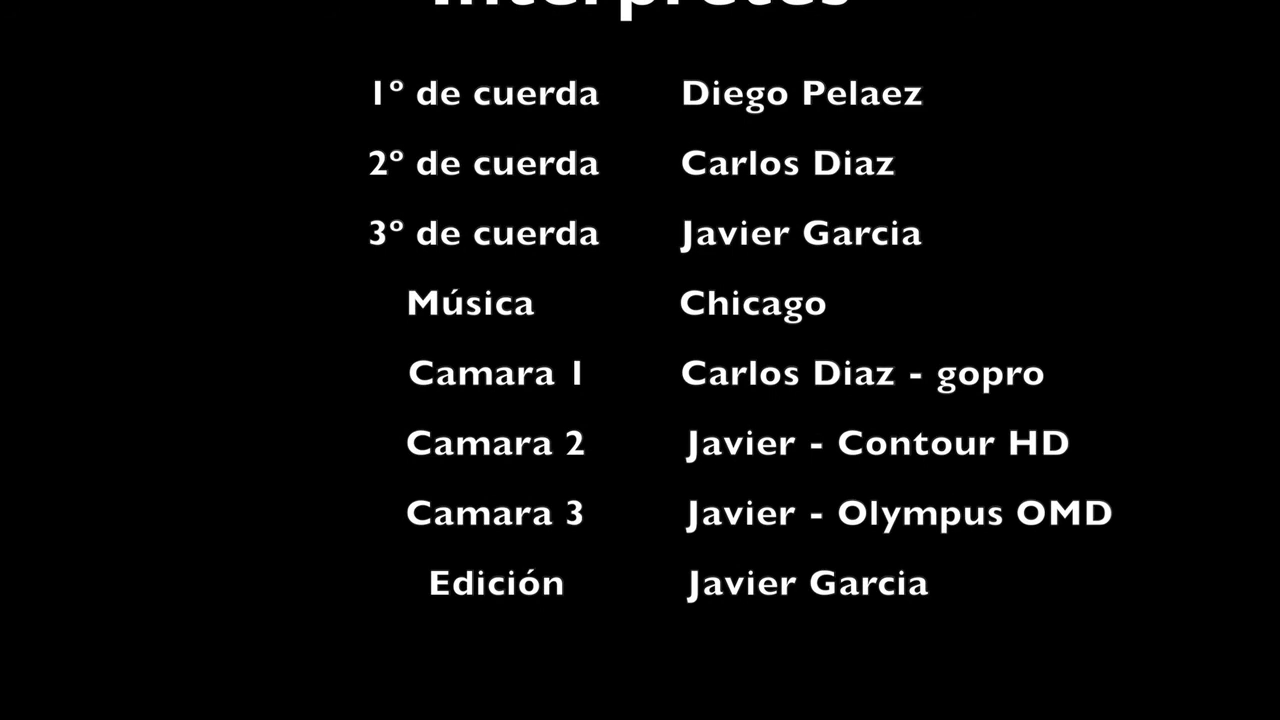 Intérpretes
1º de cuerda Diego Pelaez
2º de cuerda Carlos Diaz
3º de cuerda Javier Garcia
Música Chicago
Camara 1 Carlos Diaz - gopro
Camara 2 Javier - Contour HD
Camara 3 Javier - Olympus OMD
Edición Javier Garcia